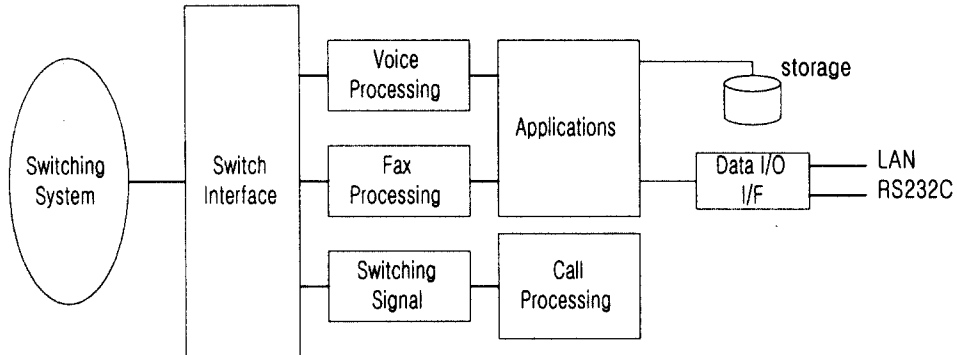 Switching
System
Switch
Interface
Voice
Processing
Fax
Processing
Switching
Signal
Applications
Call
Processing
storage
Data I/O
I/F
LAN
RS232C